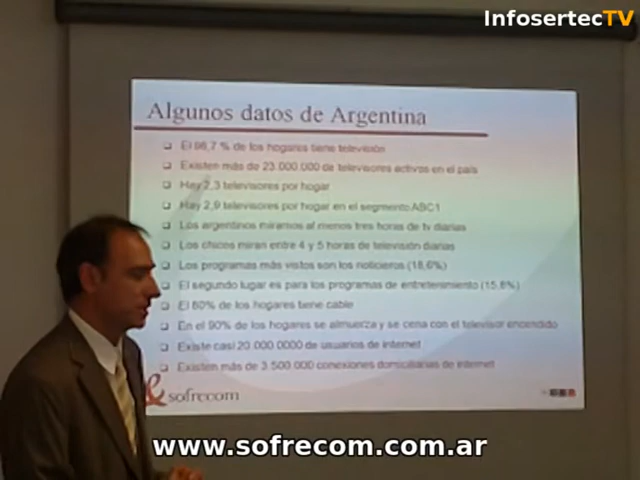 InfosertecTV
Algunos datos de Argentina
El 96,7 % de los hogares tiene televisión
Existen más de 23.000.000 de televisores activos en el país
Hay 2,3 televisores por hogar
Hay 2,9 televisores por hogar en el segmento ABC1
Los argentinos miramos al menos tres horas de tv diarias
Los chicos miran entre 4 y 5 horas de televisión diarias
Los programas más vistos son los noticieros (18,6%)
El segundo lugar es para los programas de entretenimiento (15,8%)
El 60% de los hogares tiene cable
En el 90% de los hogares se almuerza y se cena con el televisor encendido
Existe casi 20.000.0000 de usuarios de internet
Existen más de 3.500.000 conexiones domiciliarias de internet
sofrecom
www.sofrecom.com.ar